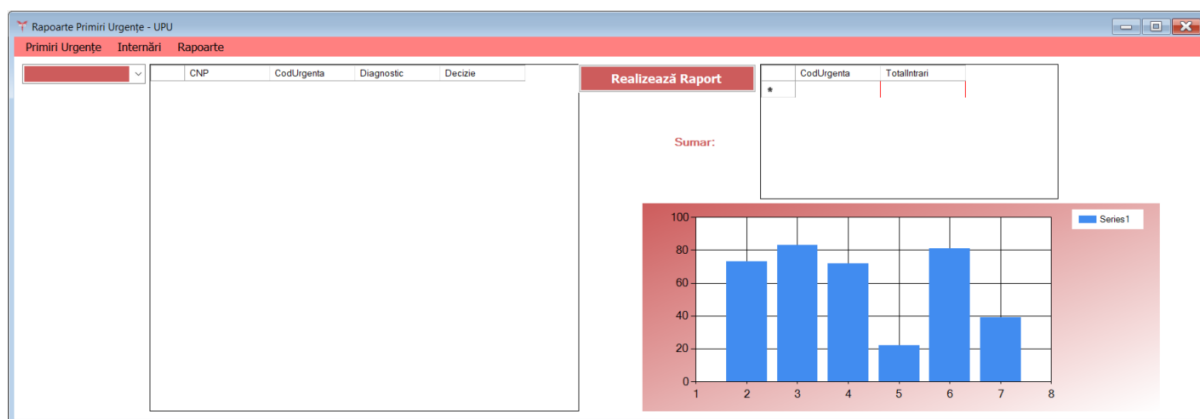 Rapoarte Primiri Urgențe - UPU
Primiri Urgențe Internări Rapoarte
CNP CodUrgenta Diagnostic Decizie
Realizează Raport
CodUrgenta TotalIntrari
*
Sumar:
Series1
100
80
60
40
20
0
1 2 3 4 5 6 7 8